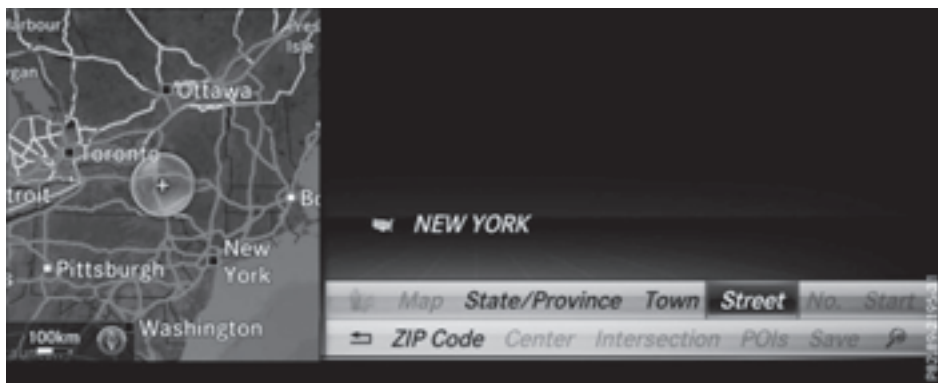 Isle
Ottawa
Toronto
Pittsburgh
New
York
Washington
100km
NEW YORK
Map State/Province Town Street No. Start
ZIP Code Center Intersection POIs Save